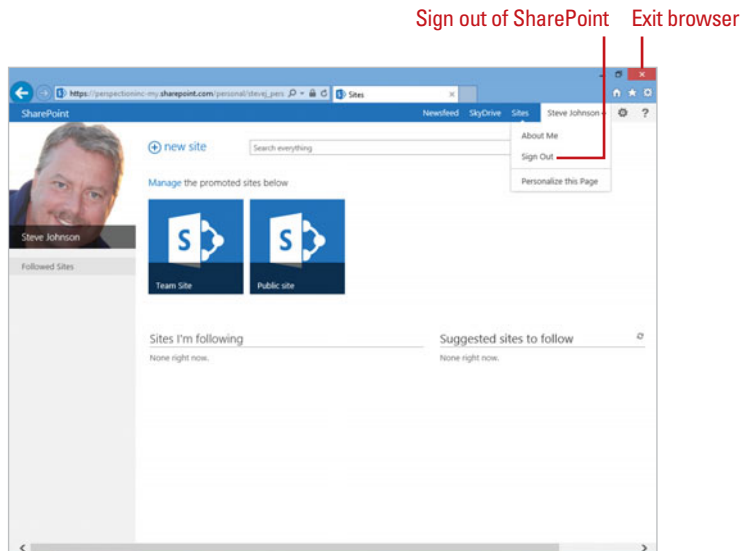 Sign out of SharePoint Exit browser
https://perspectioninc-my.sharepoint.com/personal/stevej_pers
Sites
SharePoint
Newsfeed SkyDrive Sites Steve Johnson ?
About Me
Sign Out
Personalize this Page
new site
Search everything
Manage the promoted sites below
Steve Johnson
Followed Sites
S S
Team Site Public site
Sites I'm following Suggested sites to follow
None right now. None right now.